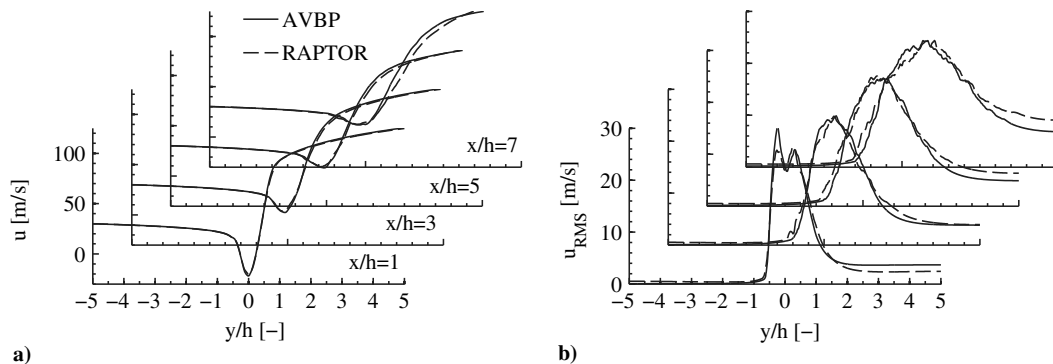 AVBP
RAPTOR
x/h=7
x/h=5
x/h=3
x/h=1
100
50
0
u [m/s]
−5 −4 −3 −2 −1 0 1 2 3 4 5
y/h [−]
a)
30
20
10
0
u_RMS [m/s]
−5 −4 −3 −2 −1 0 1 2 3 4 5
y/h [−]
b)